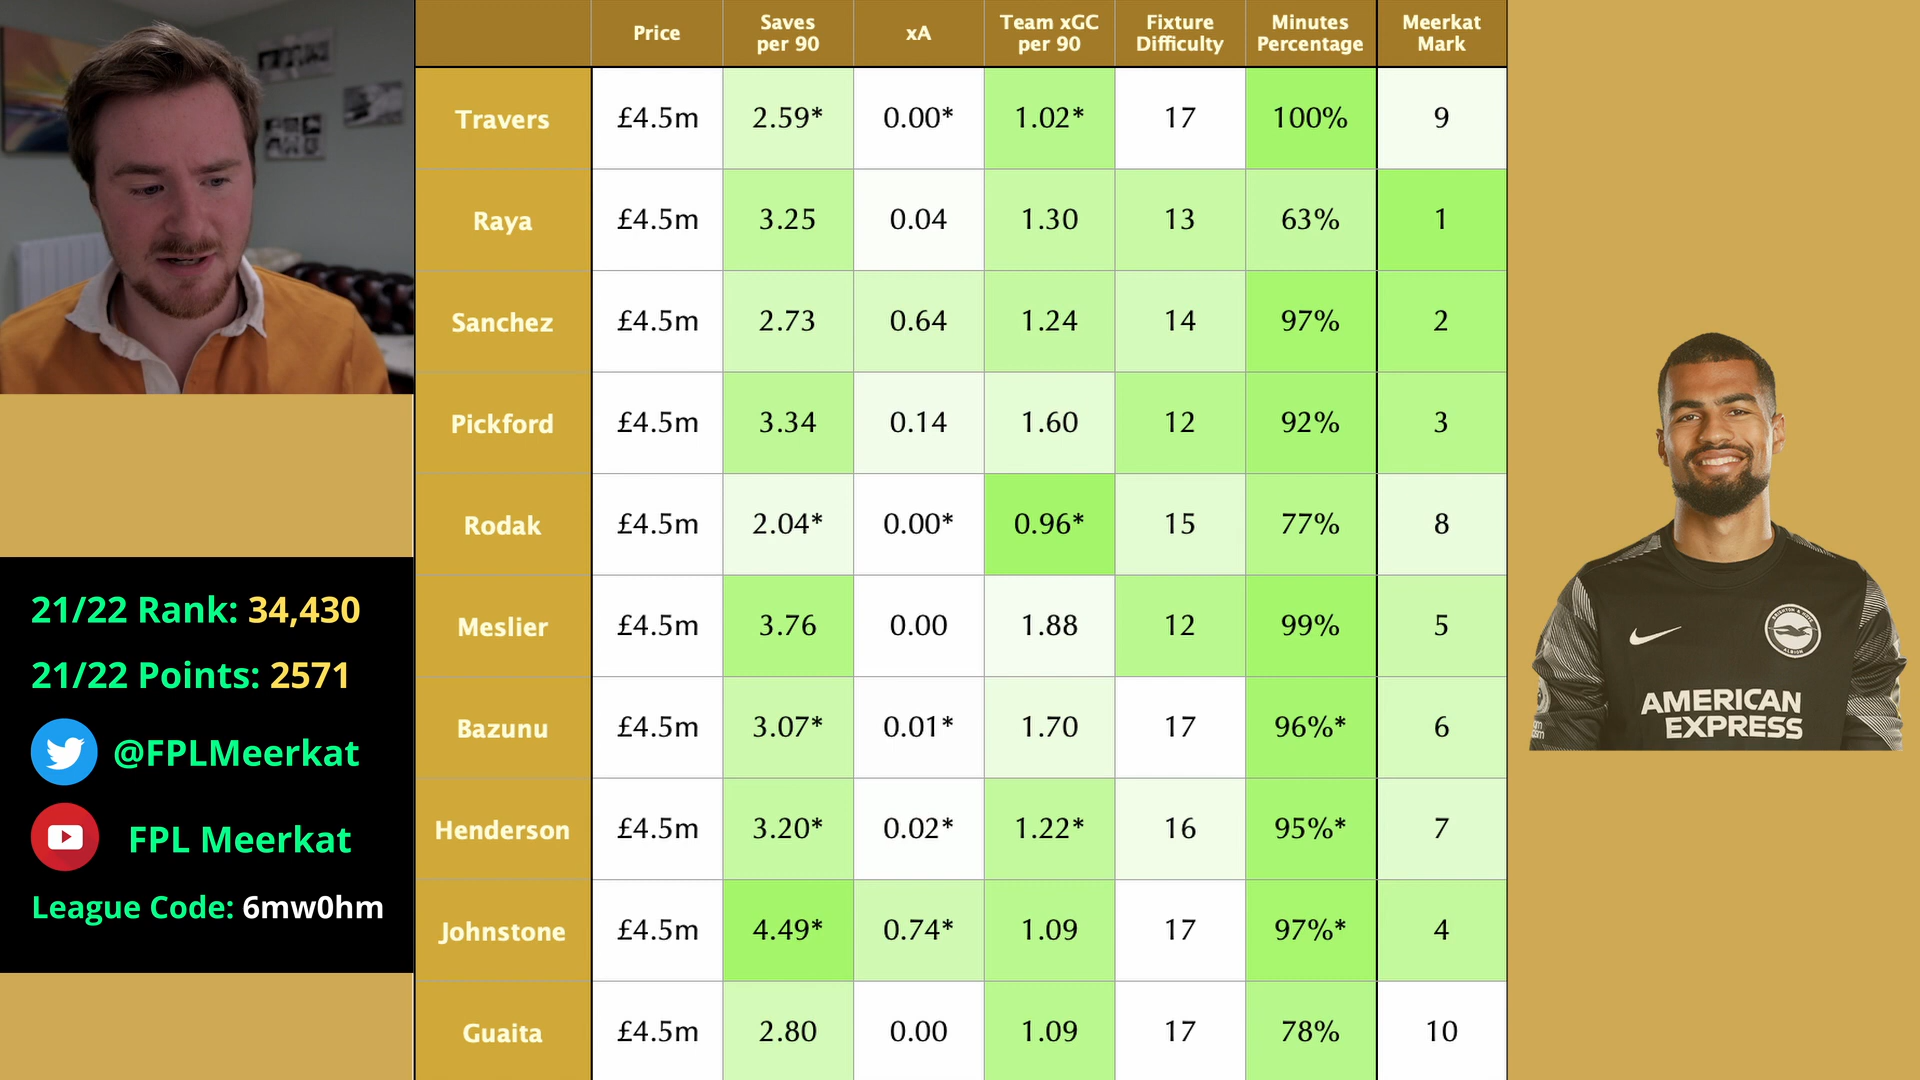 Price
Saves per 90
xA
Team xGC per 90
Fixture Difficulty
Minutes Percentage
Meerkat Mark
Travers £4.5m 2.59* 0.00* 1.02* 17 100% 9
Raya £4.5m 3.25 0.04 1.30 13 63% 1
Sanchez £4.5m 2.73 0.64 1.24 14 97% 2
Pickford £4.5m 3.34 0.14 1.60 12 92% 3
Rodak £4.5m 2.04* 0.00* 0.96* 15 77% 8
Meslier £4.5m 3.76 0.00 1.88 12 99% 5
Bazunu £4.5m 3.07* 0.01* 1.70 17 96%* 6
Henderson £4.5m 3.20* 0.02* 1.22* 16 95%* 7
Johnstone £4.5m 4.49* 0.74* 1.09 17 97%* 4
Guaita £4.5m 2.80 0.00 1.09 17 78% 10
21/22 Rank: 34,430
21/22 Points: 2571
@FPLMeerkat
FPL Meerkat
League Code: 6mw0hm
AMERICAN
EXPRESS